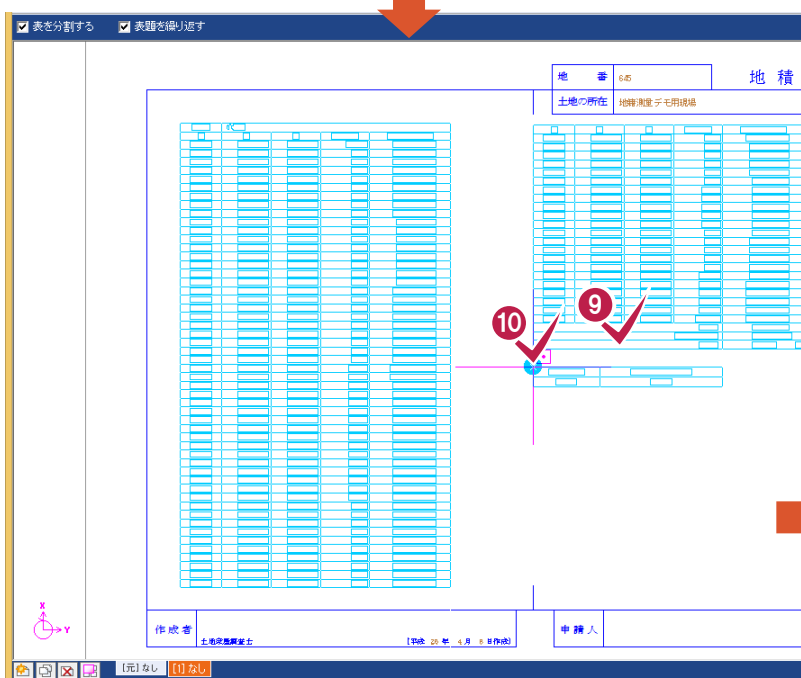 表を分割する 表題を繰り返す
地 番 645 地 積
土地の所在 地籍測量デモ用現場
9
10
X
Y
作成者 土地家屋調査士 【平成 28 年 4 月 8 日作成】 申請人
[元]なし [1]なし